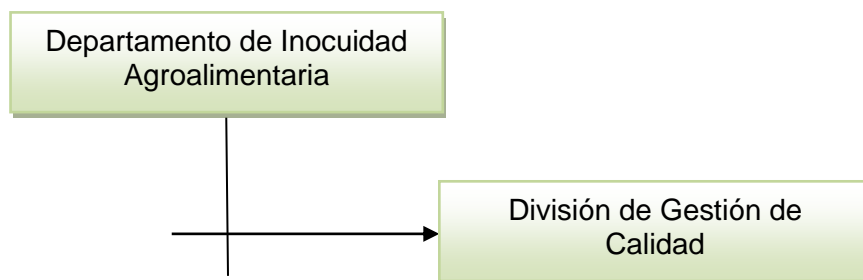 Departamento de Inocuidad
Agroalimentaria
División de Gestión de
Calidad